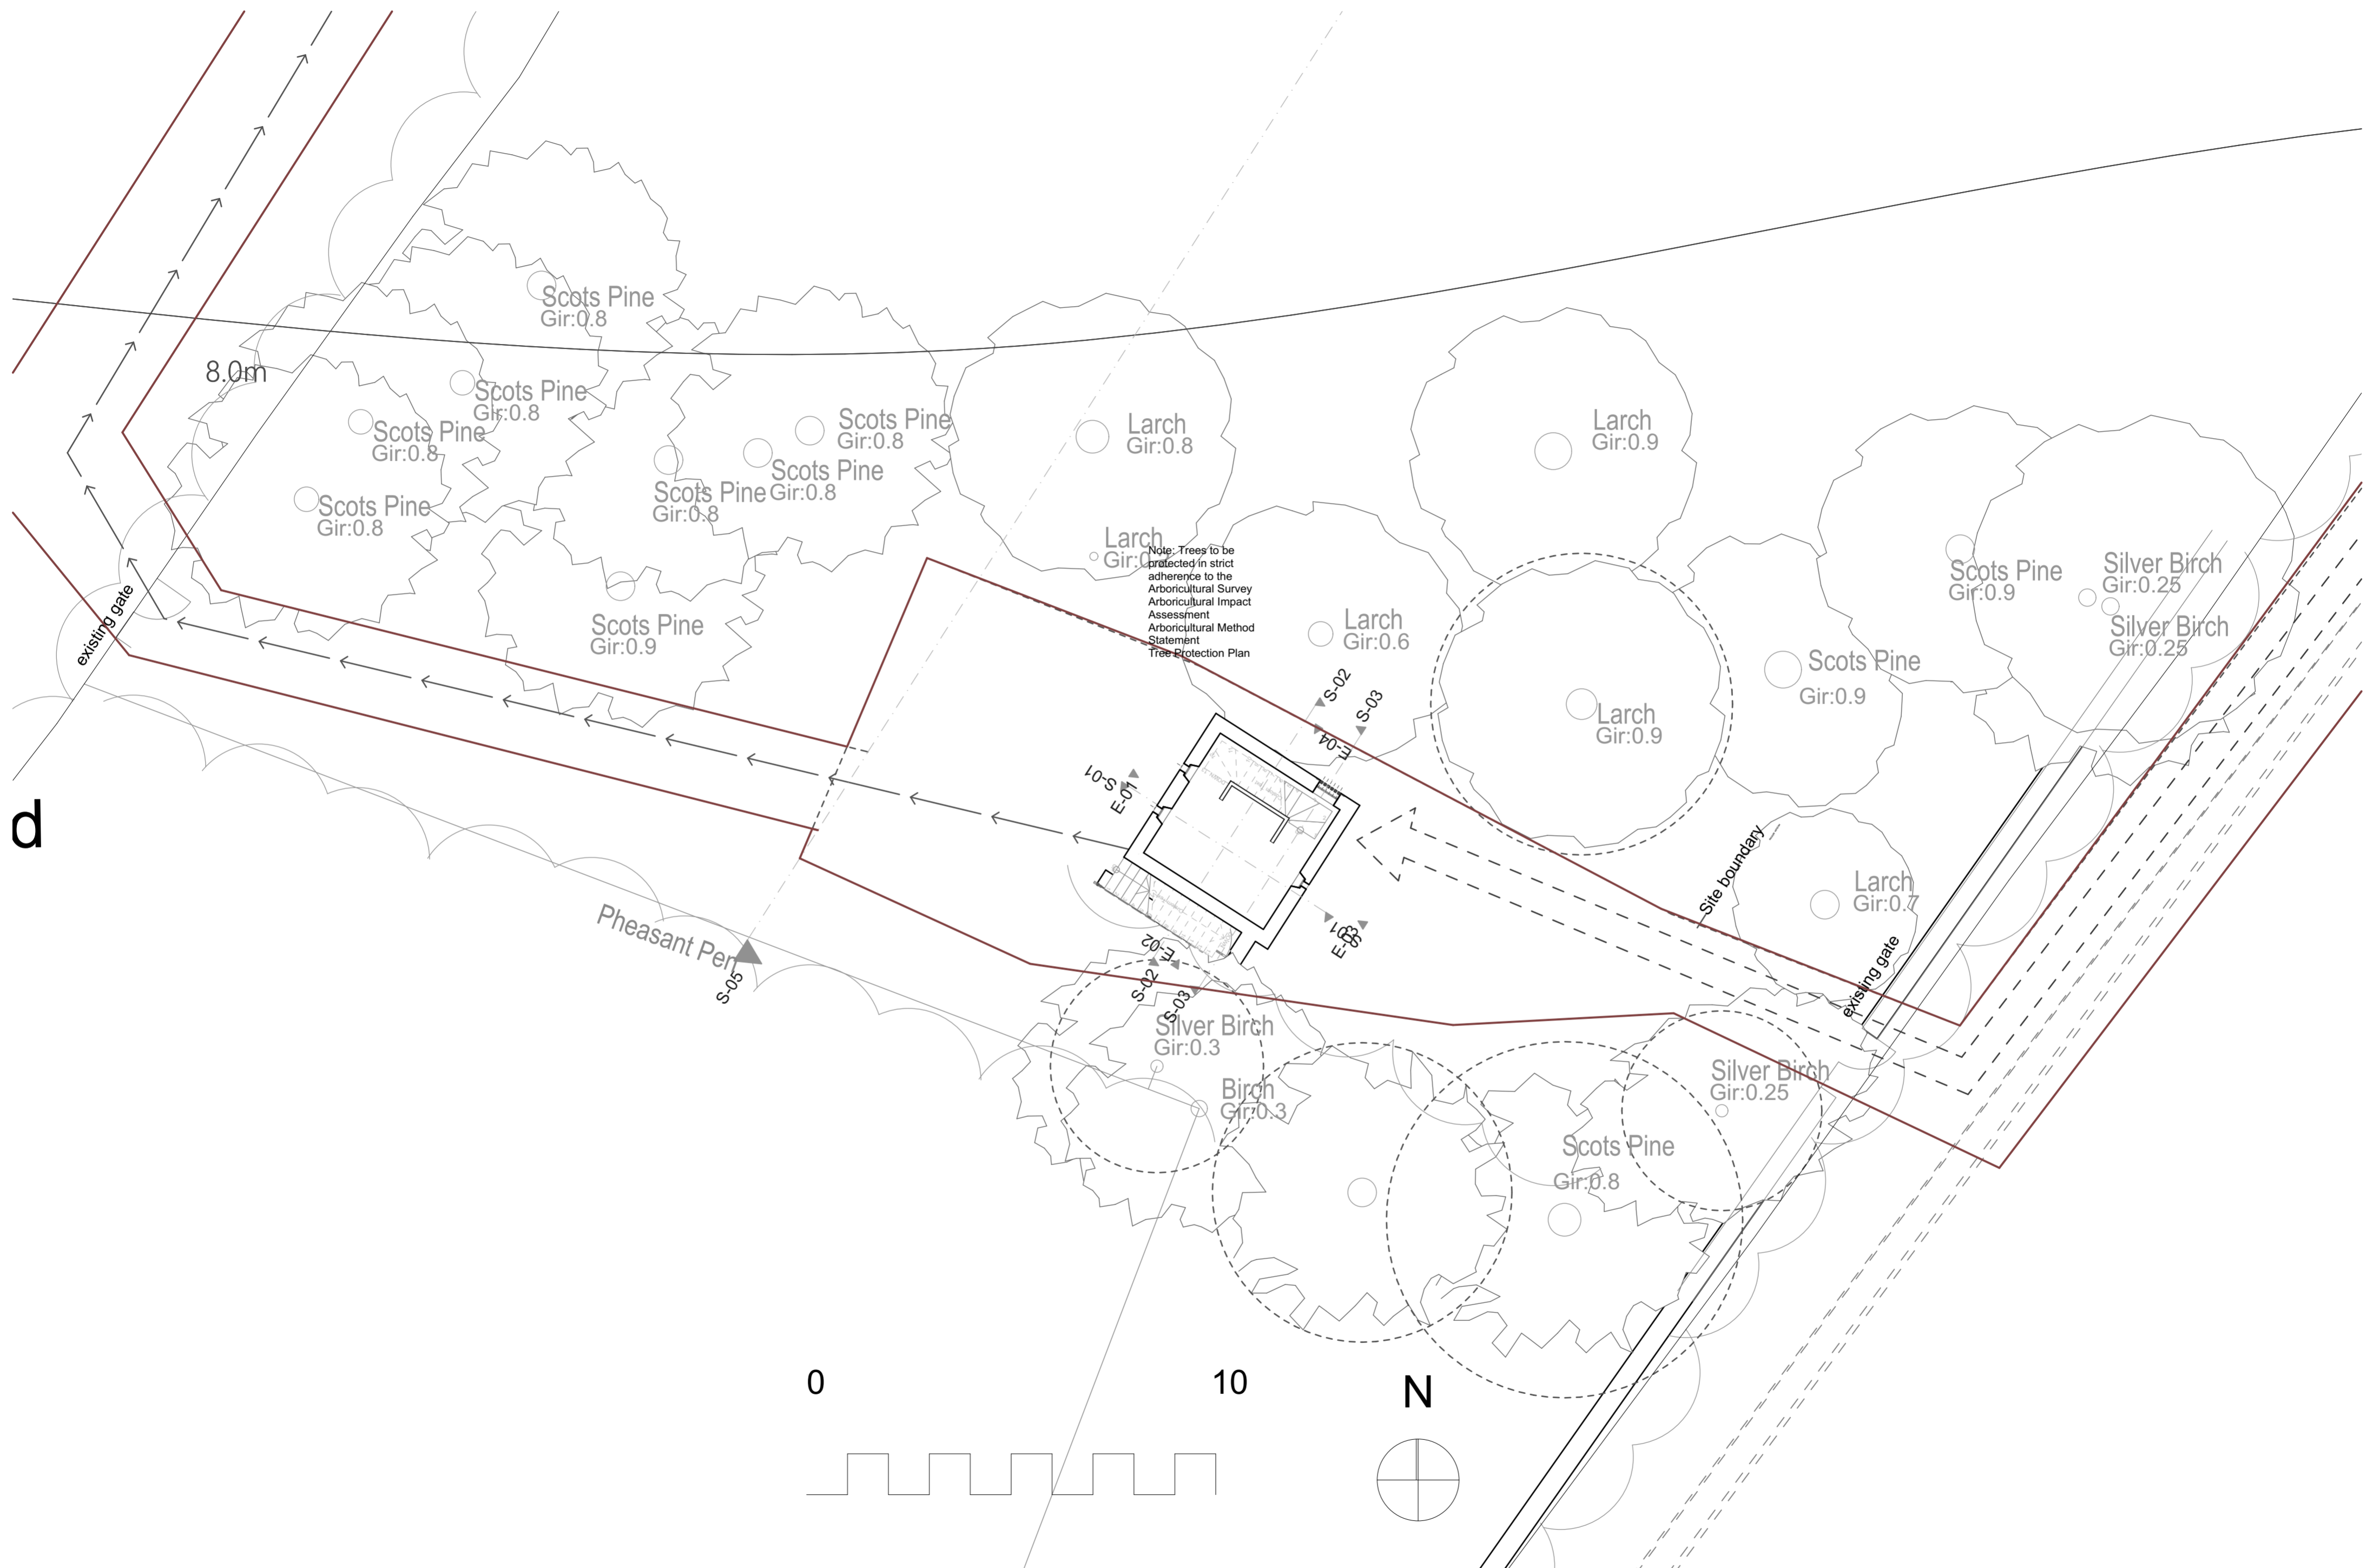 Scots Pine
Gir:0.8
8.0m
Scots Pine
Gir:0.8
Scots Pine
Gir:0.8
Scots Pine
Gir:0.8
Scots Pine
Gir:0.8
Scots Pine
Gir:0.8
Scots Pine
Gir:0.8
Larch
Gir:0.8
Larch
Gir:0.9
Larch
Note: Trees to be
protected in strict
adherence to the
Arboricultural Survey
Arboricultural Impact
Assessment
Arboricultural Method
Statement
Tree Protection Plan
Scots Pine
Gir:0.9
Silver Birch
Gir:0.25
Silver Birch
Gir:0.25
existing gate
Scots Pine
Gir:0.9
Larch
Gir:0.6
Scots Pine
Gir:0.9
Larch
Gir:0.9
S-02
S-03
E-04
S-01
E-01
d
Site boundary
Larch
Gir:0.7
Pheasant Pen
S-05
E-02
S-02
S-03
S-01
E-03
existing gate
Silver Birch
Gir:0.3
Birch
Gir:0.3
Silver Birch
Gir:0.25
Scots Pine
Gir:0.8
0
10
N